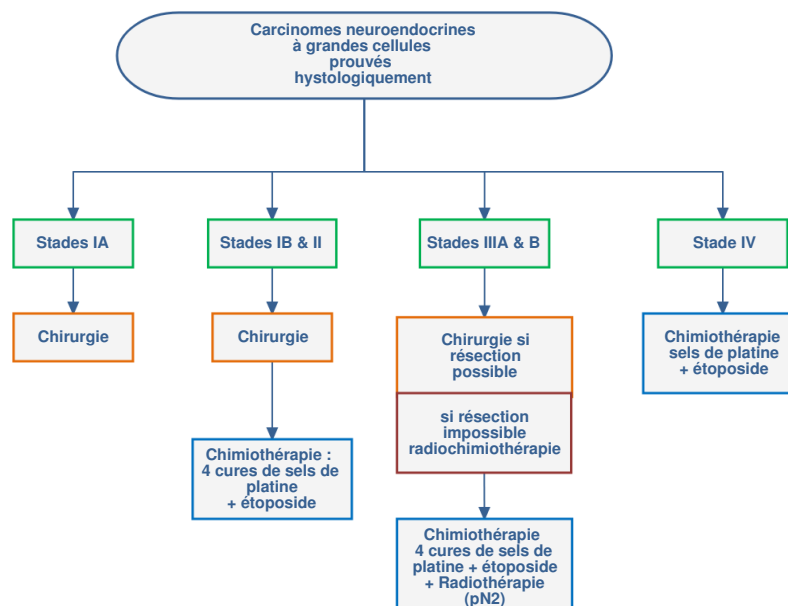 Carcinomes neuroendocrines
à grandes cellules
prouvés
hystologiquement
Stades IA
Stades IB & II
Stades IIIA & B
Stade IV
Chirurgie
Chirurgie
Chirurgie si
résection
possible
Chimiothérapie
sels de platine
+ étoposide
si résection
impossible
radiochimiothérapie
Chimiothérapie :
4 cures de sels de
platine
+ étoposide
Chimiothérapie
4 cures de sels de
platine + étoposide
+ Radiothérapie
(pN2)